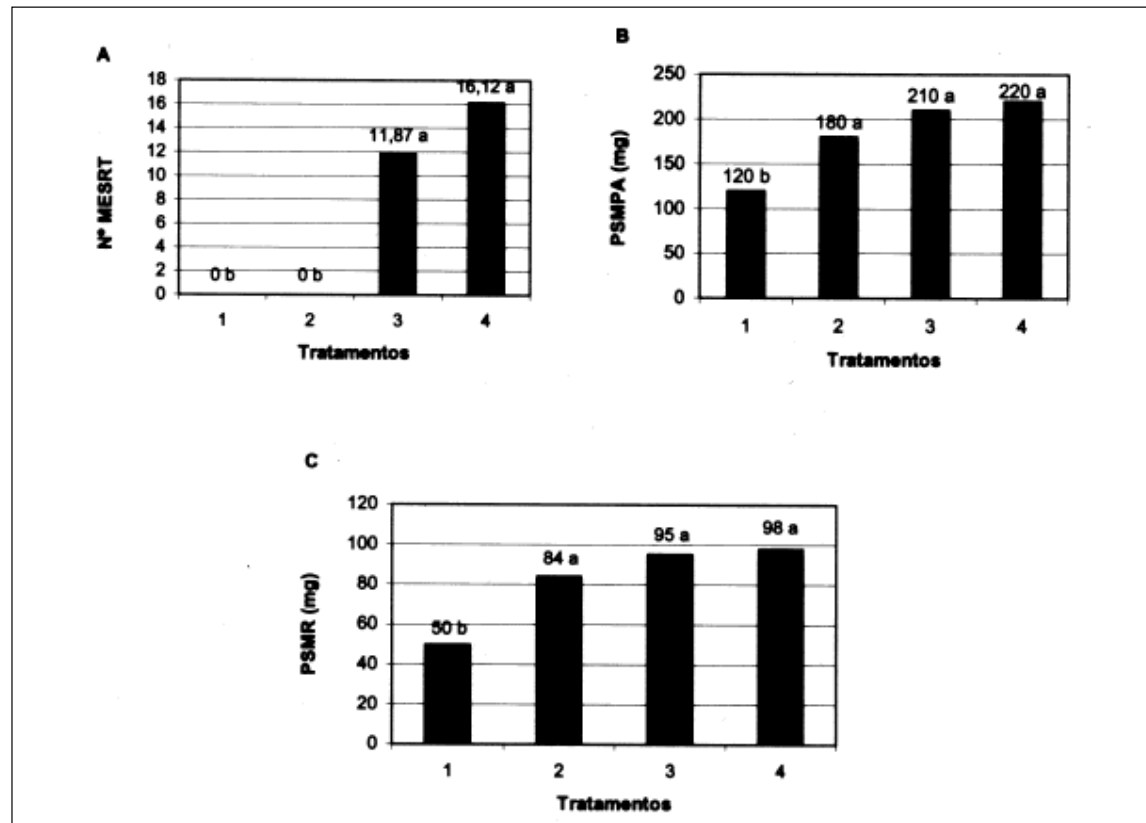 A
Nº MESRT
18
16
14
12
10
8
6
4
2
0
0 b
0 b
11,87 a
16,12 a
1 2 3 4
Tratamentos
B
PSMPA (mg)
250
200
150
100
50
0
120 b
180 a
210 a
220 a
1 2 3 4
Tratamentos
C
PSMR (mg)
120
100
80
60
40
20
0
50 b
84 a
95 a
98 a
1 2 3 4
Tratamentos